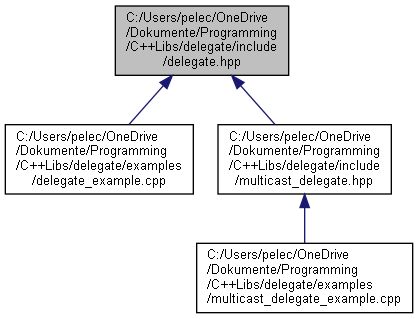 C:/Users/pelec/OneDrive
/Dokumente/Programming
/C++Libs/delegate/include
/delegate.hpp
C:/Users/pelec/OneDrive
/Dokumente/Programming
/C++Libs/delegate/examples
/delegate_example.cpp
C:/Users/pelec/OneDrive
/Dokumente/Programming
/C++Libs/delegate/include
/multicast_delegate.hpp
C:/Users/pelec/OneDrive
/Dokumente/Programming
/C++Libs/delegate/examples
/multicast_delegate_example.cpp